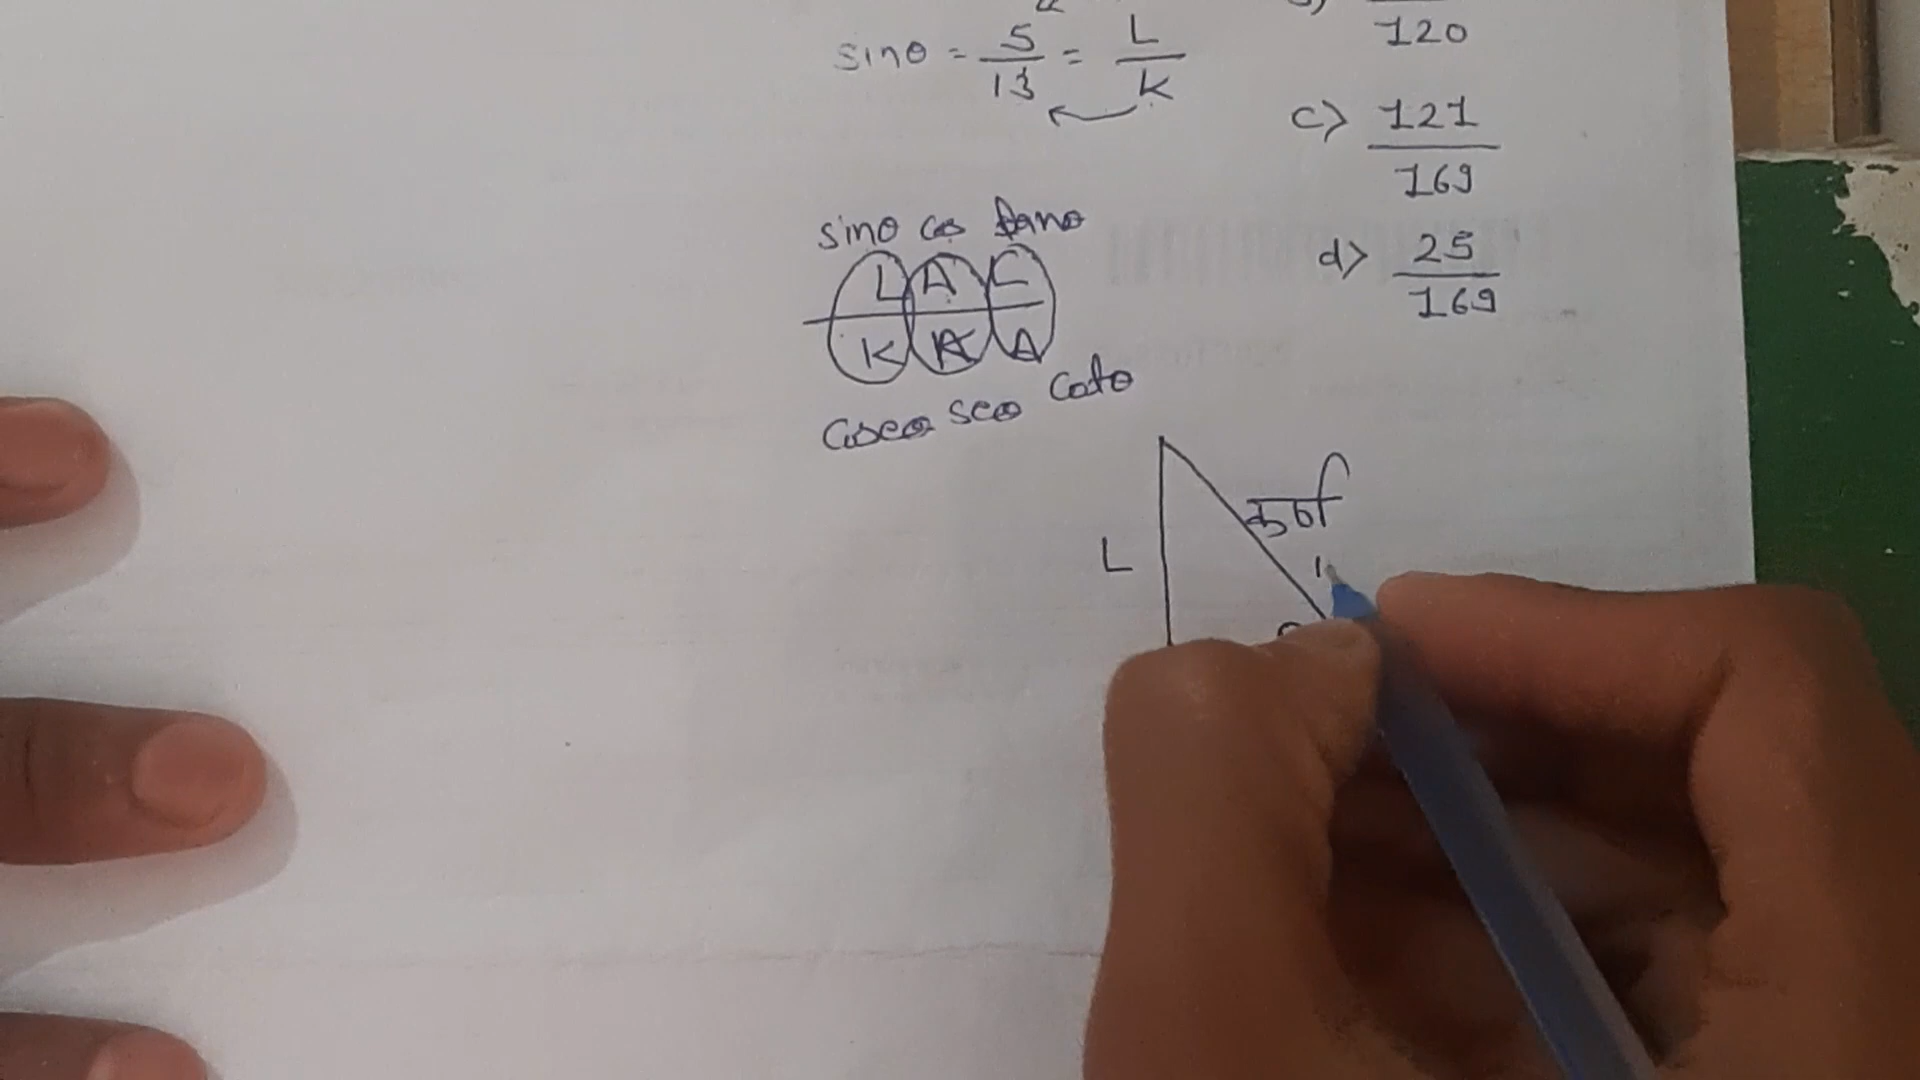 sinθ = 5/13 = L/K
120
c) 121/169
d) 25/169
sinθ cos tanθ
L A L
K K A
cosecθ secθ cotθ
L
कर्ण